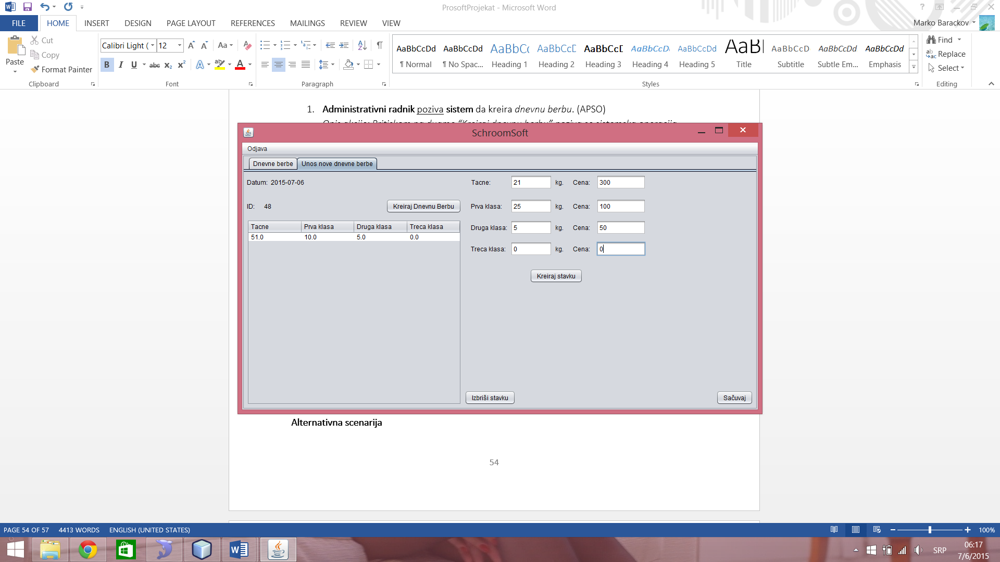 ProsoftProjekat - Microsoft Word
FILE HOME INSERT DESIGN PAGE LAYOUT REFERENCES MAILINGS REVIEW VIEW Marko Barackov
Paste Cut Copy Format Painter
Calibri Light ( 12
AaBbCcDd AaBbCcDd AaBbCc AaBbCcD AaBbCcD AaBbCcD AaBbCcDd AaB AaBbCcD AaBbCcDd AaBbCcDd
¶ Normal ¶ No Spac... Heading 1 Heading 2 Heading 3 Heading 4 Heading 5 Title Subtitle Subtle Em... Emphasis
Find
Replace
Select
Clipboard Font Paragraph Styles Editing
1. Administrativni radnik poziva sistem da kreira dnevnu berbu. (APSO)
Opis akcije: Pritiskom na dugme “Kreiraj dnevnu berbu” poziva se sistemska operacija
SchroomSoft
Odjava
Dnevne berbe Unos nove dnevne berbe
Datum: 2015-07-06 Tacne: 21 kg. Cena: 300
ID: 48 Kreiraj Dnevnu Berbu Prva klasa: 25 kg. Cena: 100
Tacne Prva klasa Druga klasa Treca klasa Druga klasa: 5 kg. Cena: 50
51.0 10.0 5.0 0.0
Treca klasa: 0 kg. Cena: 0
Kreiraj stavku
Izbriši stavku Sačuvaj
Alternativna scenarija
54
PAGE 54 OF 57 4413 WORDS ENGLISH (UNITED STATES) 100%
SRP 06:17
7/6/2015